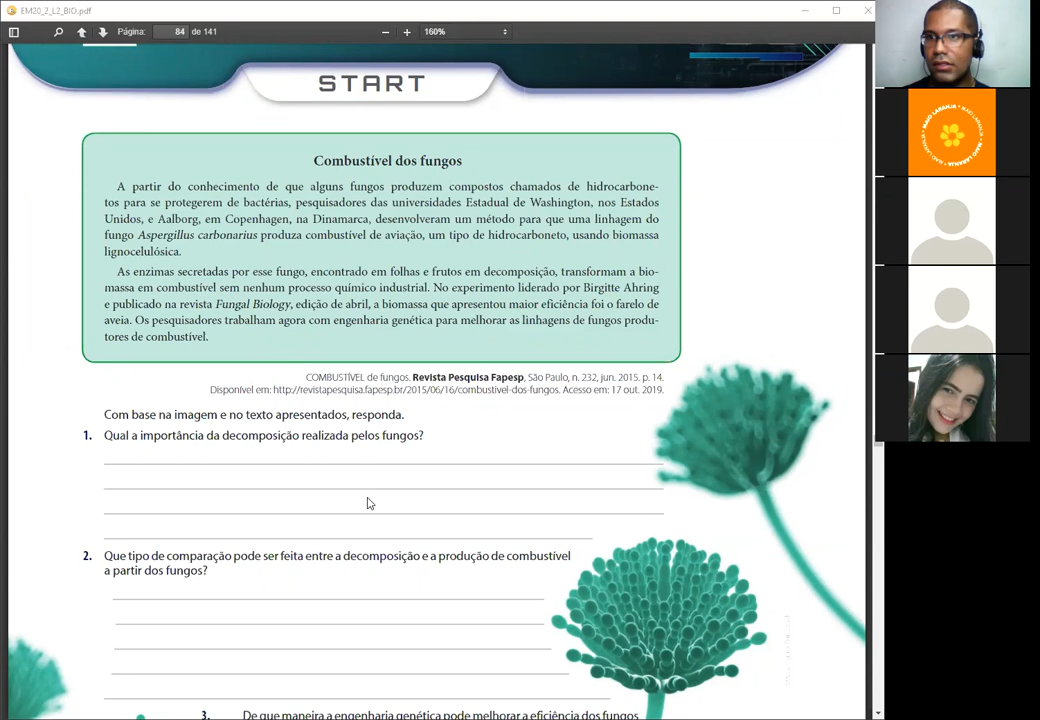 EM20_2_L2_BIO.pdf
Página: 84 de 141 160%
START
Combustível dos fungos
A partir do conhecimento de que alguns fungos produzem compostos chamados de hidrocarbone-
tos para se protegerem de bactérias, pesquisadores das universidades Estadual de Washington, nos Estados
Unidos, e Aalborg, em Copenhagen, na Dinamarca, desenvolveram um método para que uma linhagem do
fungo Aspergillus carbonarius produza combustível de aviação, um tipo de hidrocarboneto, usando biomassa
lignocelulósica.
As enzimas secretadas por esse fungo, encontrado em folhas e frutos em decomposição, transformam a bio-
massa em combustível sem nenhum processo químico industrial. No experimento liderado por Birgitte Ahring
e publicado na revista Fungal Biology, edição de abril, a biomassa que apresentou maior eficiência foi o farelo de
aveia. Os pesquisadores trabalham agora com engenharia genética para melhorar as linhagens de fungos produ-
tores de combustível.
COMBUSTÍVEL de fungos. Revista Pesquisa Fapesp, São Paulo, n. 232, jun. 2015. p. 14.
Disponível em: http://revistapesquisa.fapesp.br/2015/06/16/combustivel-dos-fungos. Acesso em: 17 out. 2019.
Com base na imagem e no texto apresentados, responda.
1. Qual a importância da decomposição realizada pelos fungos?
2. Que tipo de comparação pode ser feita entre a decomposição e a produção de combustível
a partir dos fungos?
3. De que maneira a engenharia genética pode melhorar a eficiência dos fungos
MAIO LARANJA
MAIO LARANJA